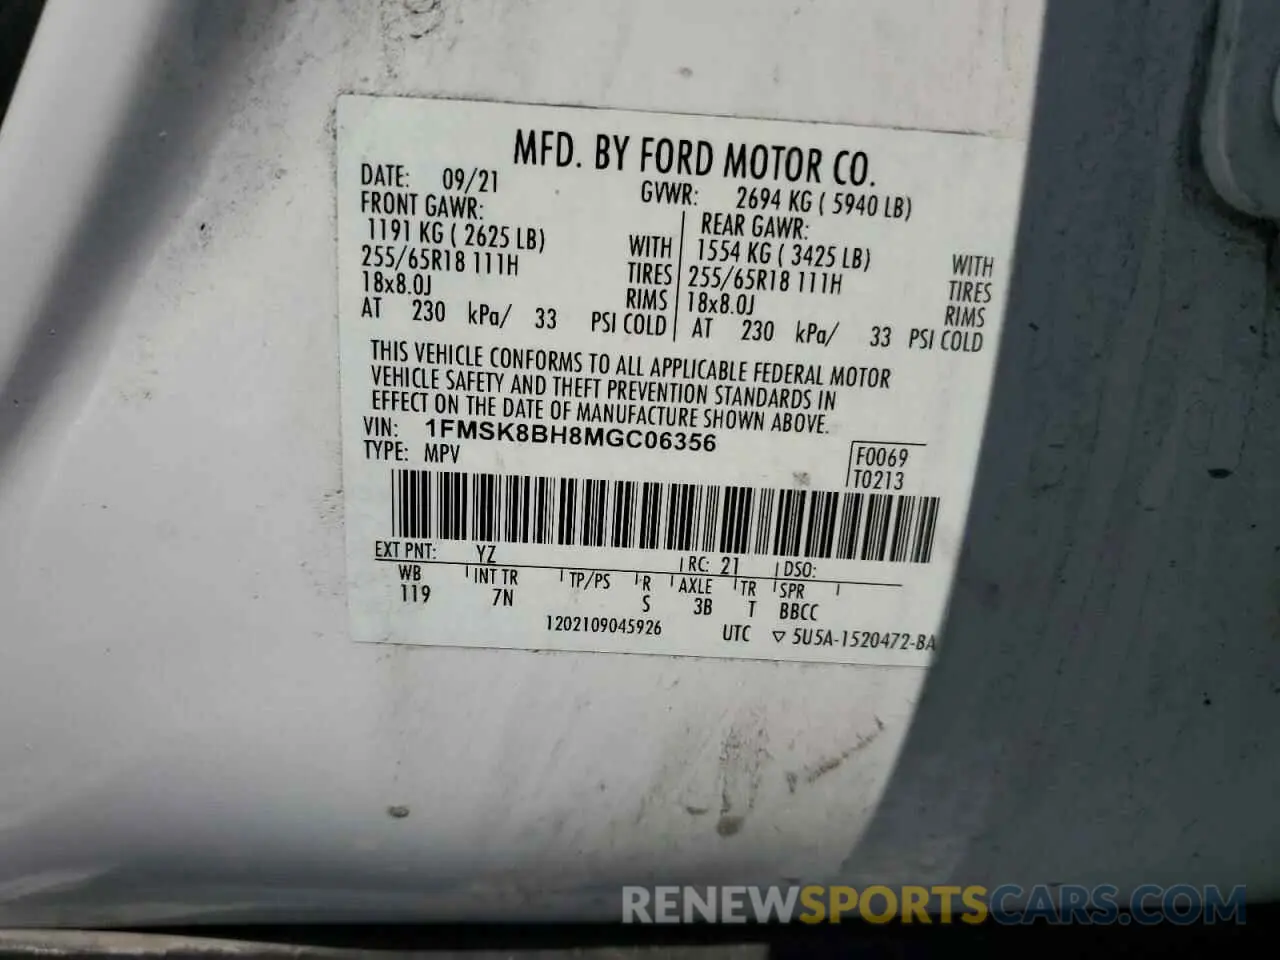 MFD. BY FORD MOTOR CO.
DATE: 09/21 GVWR: 2694 KG ( 5940 LB)
FRONT GAWR: REAR GAWR:
1191 KG ( 2625 LB) WITH 1554 KG ( 3425 LB) WITH
255/65R18 111H TIRES 255/65R18 111H TIRES
18x8.0J RIMS 18x8.0J RIMS
AT 230 kPa/ 33 PSI COLD AT 230 kPa/ 33 PSI COLD
THIS VEHICLE CONFORMS TO ALL APPLICABLE FEDERAL MOTOR
VEHICLE SAFETY AND THEFT PREVENTION STANDARDS IN
EFFECT ON THE DATE OF MANUFACTURE SHOWN ABOVE.
VIN: 1FMSK8BH8MGC06356
TYPE: MPV
F0069
T0213
EXT PNT: YZ RC: 21 DSO:
WB INT TR TP/PS R AXLE TR SPR
119 7N S 3B T BBCC
1202109045926 UTC ▽ 5U5A-1520472-BA
RENEWSPORTSCARS.COM